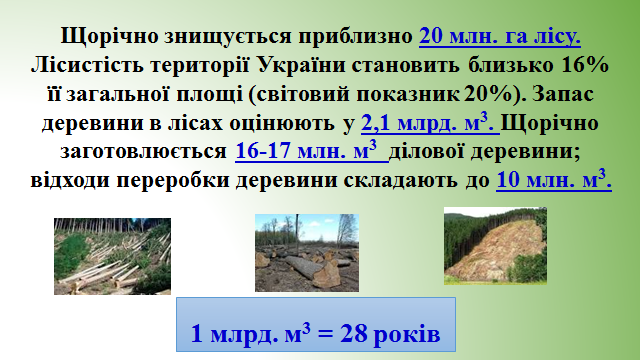 Щорічно знищується приблизно 20 млн. га лісу.
Лісистість території України становить близько 16%
її загальної площі (світовий показник 20%). Запас
деревини в лісах оцінюють у 2,1 млрд. м³. Щорічно
заготовлюється 16-17 млн. м³ ділової деревини;
відходи переробки деревини складають до 10 млн. м³.
1 млрд. м³ = 28 років